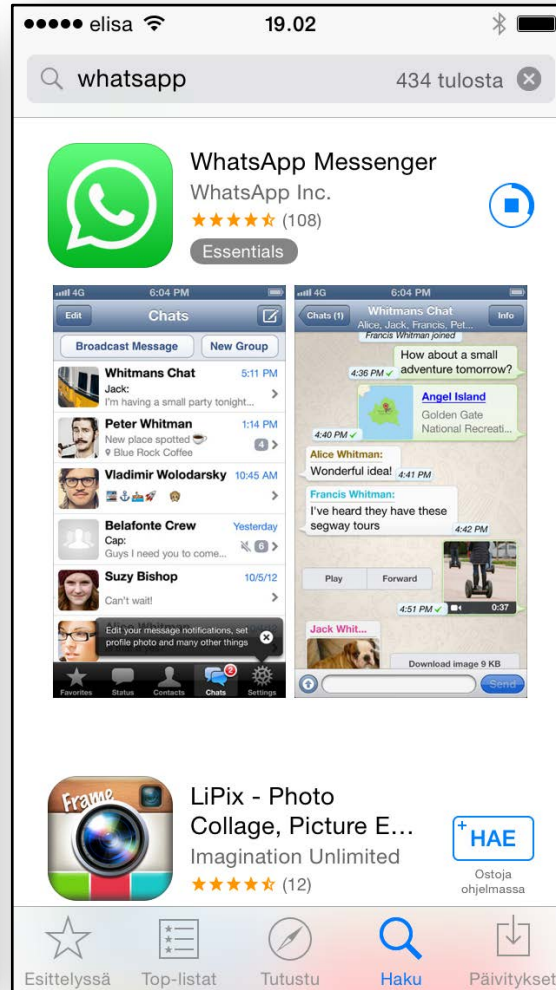 elisa 19.02
whatsapp 434 tulosta
WhatsApp Messenger
WhatsApp Inc.
(108)
Essentials
4G 6:04 PM
Edit Chats
Broadcast Message New Group
Whitmans Chat 5:11 PM
Jack:
I'm having a small party tonight...
Peter Whitman 1:14 PM
New place spotted
Blue Rock Coffee 4
Vladimir Wolodarsky 10:45 AM
Belafonte Crew Yesterday
Cap:
Guys I need you to come... 6
Suzy Bishop 10/5/12
Can't wait!
Alice Whitman
Edit your message notifications, set
profile photo and many other things
2
Favorites Status Contacts Chats Settings
4G 6:04 PM
Chats (1) Whitmans Chat Info
Alice, Jack, Francis, Pet...
Francis Whitman joined
How about a small
adventure tomorrow?
4:36 PM
Angel Island
Golden Gate
National Recreati...
4:40 PM
Alice Whitman:
Wonderful idea! 4:41 PM
Francis Whitman:
I've heard they have these
segway tours
4:42 PM
Play Forward
4:51 PM 0:37
Jack Whit...
Download image 9 KB
Send
Frame
LiPix - Photo
Collage, Picture E...
Imagination Unlimited
(12)
+ HAE
Ostoja
ohjelmassa
Esittelyssä Top-listat Tutustu Haku Päivitykset